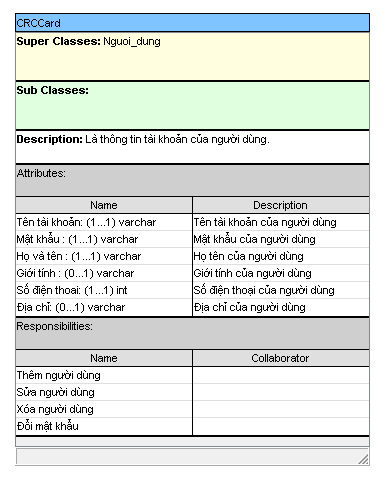 CRCCard
Super Classes: Nguoi_dung
Sub Classes:
Description: Là thông tin tài khoản của người dùng.
Attributes:
Name Description
Tên tài khoản: (1...1) varchar Tên tài khoản của người dùng
Mật khẩu : (1...1) varchar Mật khẩu của người dùng
Họ và tên : (1...1) varchar Họ tên của người dùng
Giới tính : (0...1) varchar Giới tính của người dùng
Số điện thoai: (1...1) int Số điện thoại của người dùng
Địa chỉ: (0...1) varchar Địa chỉ của người dùng
Responsibilities:
Name Collaborator
Thêm người dùng
Sửa người dùng
Xóa người dùng
Đổi mật khẩu